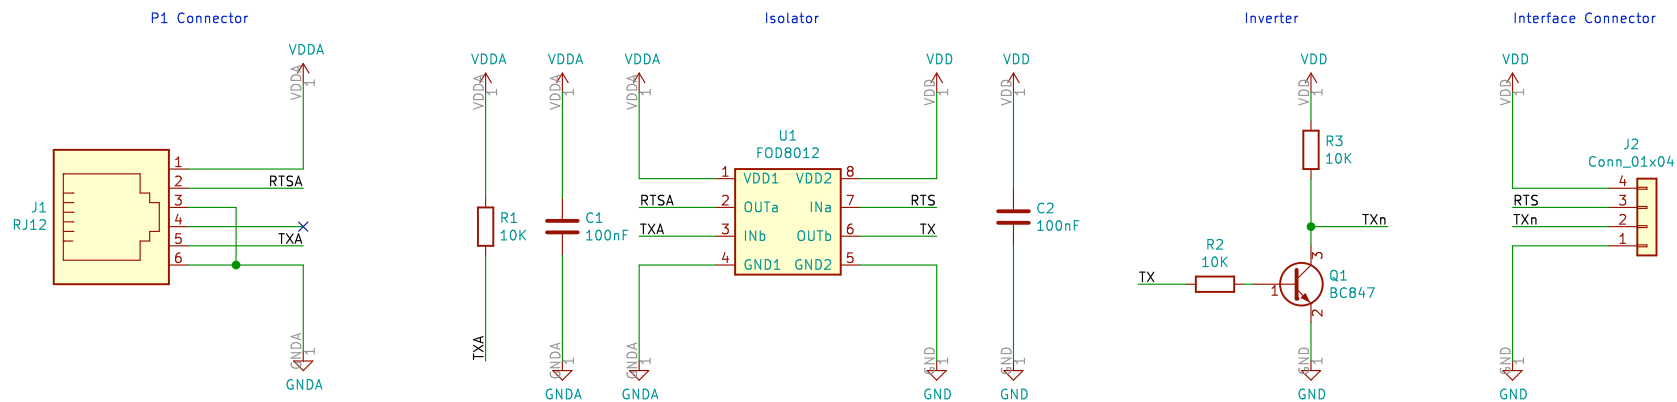 P1 Connector
VDDA
VDDA
1
J1
RJ12
1
2
RTSA
3
4
5
TXA
6
GNDA
1
GNDA
Isolator
VDDA
VDDA
1
R1
10K
TXA
VDDA
VDDA
1
C1
100nF
GNDA
1
GNDA
VDDA
VDDA
1
U1
FOD8012
1 VDD1 VDD2 8
RTSA 2 OUTa INa 7 RTS
TXA 3 INb OUTb 6 TX
4 GND1 GND2 5
GNDA
1
GNDA
VDD
VDD
1
GND
1
GND
VDD
VDD
1
C2
100nF
GND
1
GND
Inverter
VDD
VDD
1
R3
10K
TXn
R2
10K
TX
1
3
Q1
BC847
2
GND
1
GND
Interface Connector
VDD
VDD
1
J2
Conn_01x04
4
RTS 3
TXn 2
1
GND
1
GND